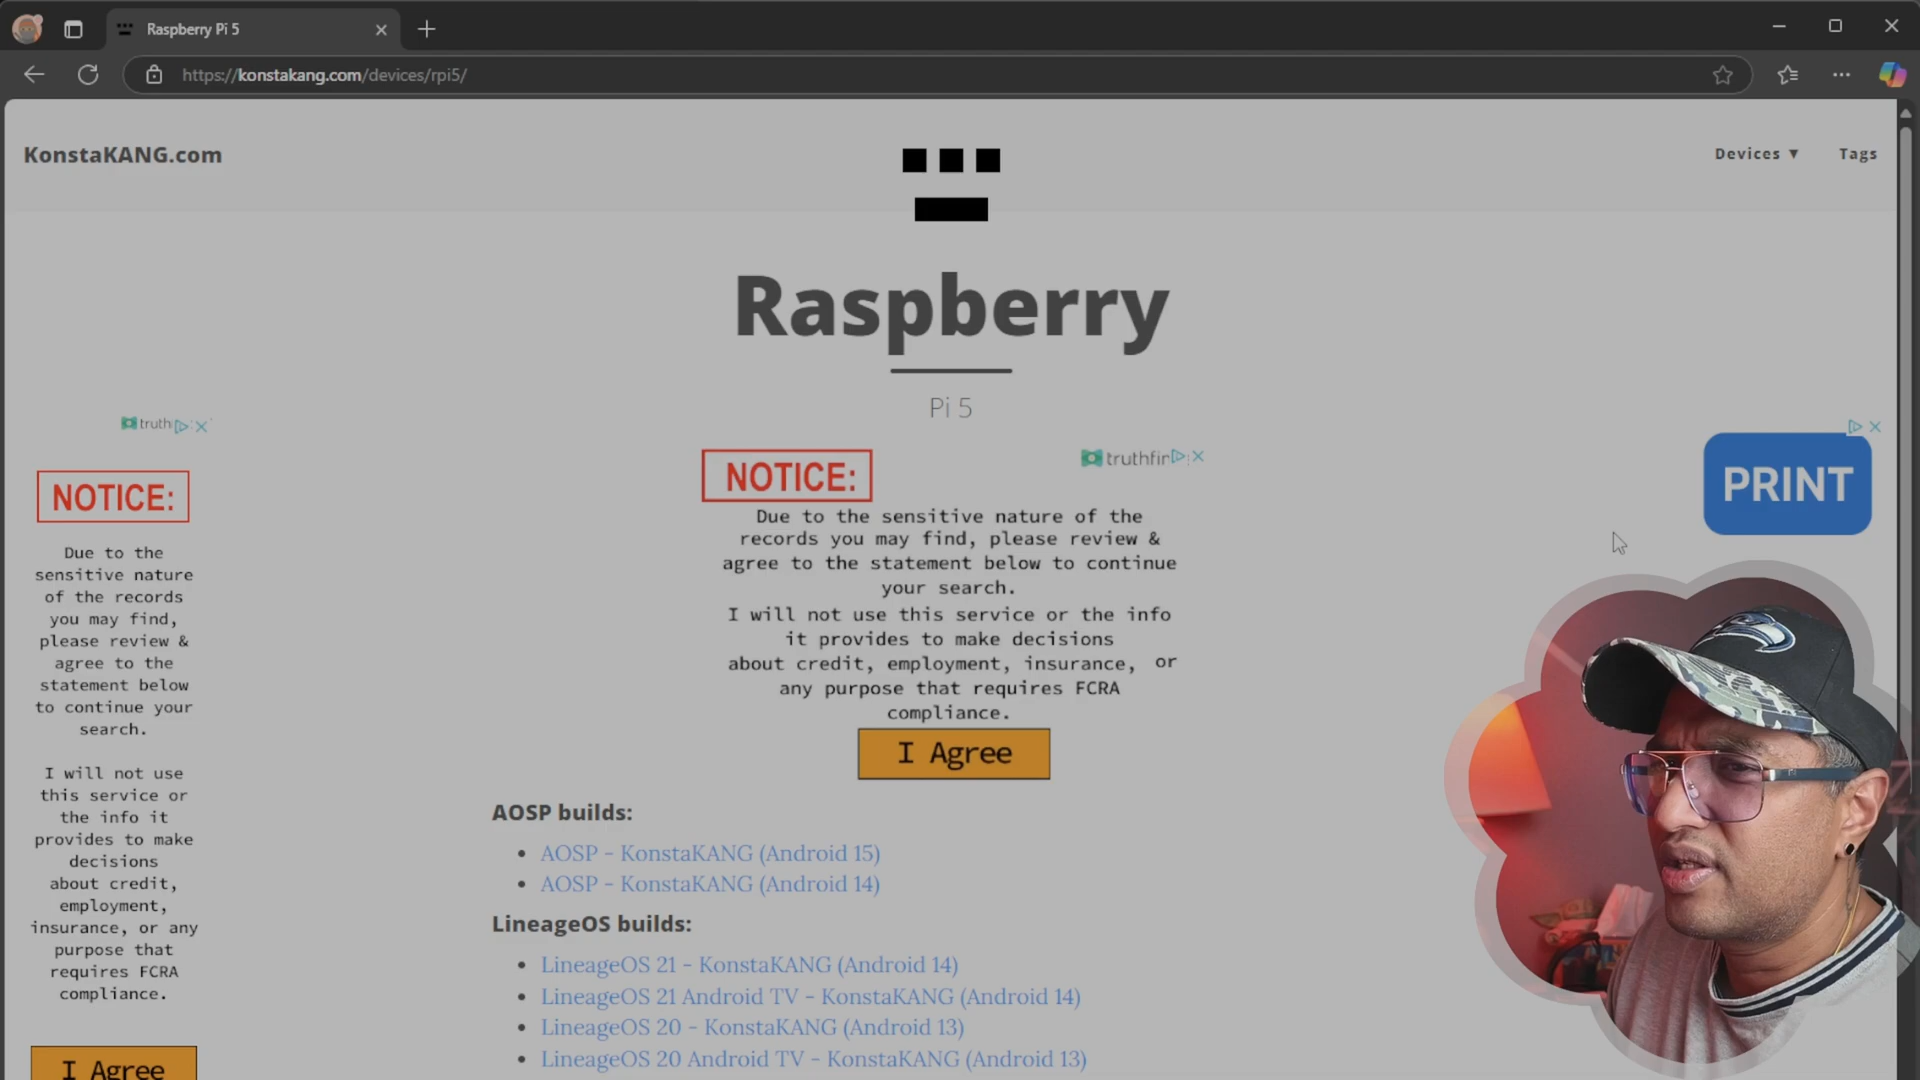 Raspberry Pi 5
https://konstakang.com/devices/rpi5/
KonstaKANG.com
Devices ▼
Tags
Raspberry
Pi 5
truth
NOTICE:
Due to the
sensitive nature
of the records
you may find,
please review &
agree to the
statement below
to continue your
search.
I will not use
this service or
the info it
provides to make
decisions
about credit,
employment,
insurance, or any
purpose that
requires FCRA
compliance.
I Agree
NOTICE:
truthfin
Due to the sensitive nature of the
records you may find, please review &
agree to the statement below to continue
your search.
I will not use this service or the info
it provides to make decisions
about credit, employment, insurance, or
any purpose that requires FCRA
compliance.
I Agree
PRINT
AOSP builds:
• AOSP - KonstaKANG (Android 15)
• AOSP - KonstaKANG (Android 14)
LineageOS builds:
• LineageOS 21 - KonstaKANG (Android 14)
• LineageOS 21 Android TV - KonstaKANG (Android 14)
• LineageOS 20 - KonstaKANG (Android 13)
• LineageOS 20 Android TV - KonstaKANG (Android 13)